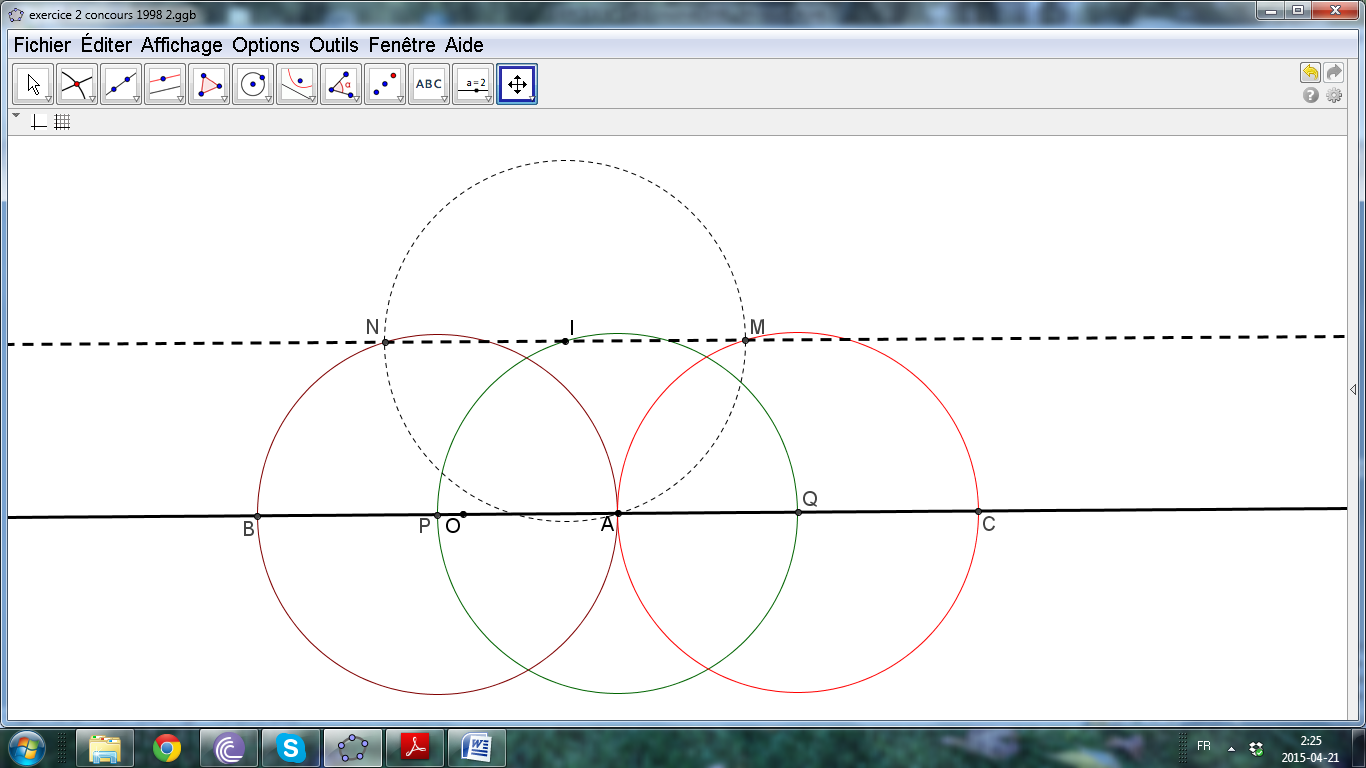 exercice 2 concours 1998 2.ggb
Fichier Éditer Affichage Options Outils Fenêtre Aide
ABC
a=2
α
N I M
B P O A Q C
FR
2:25
2015-04-21